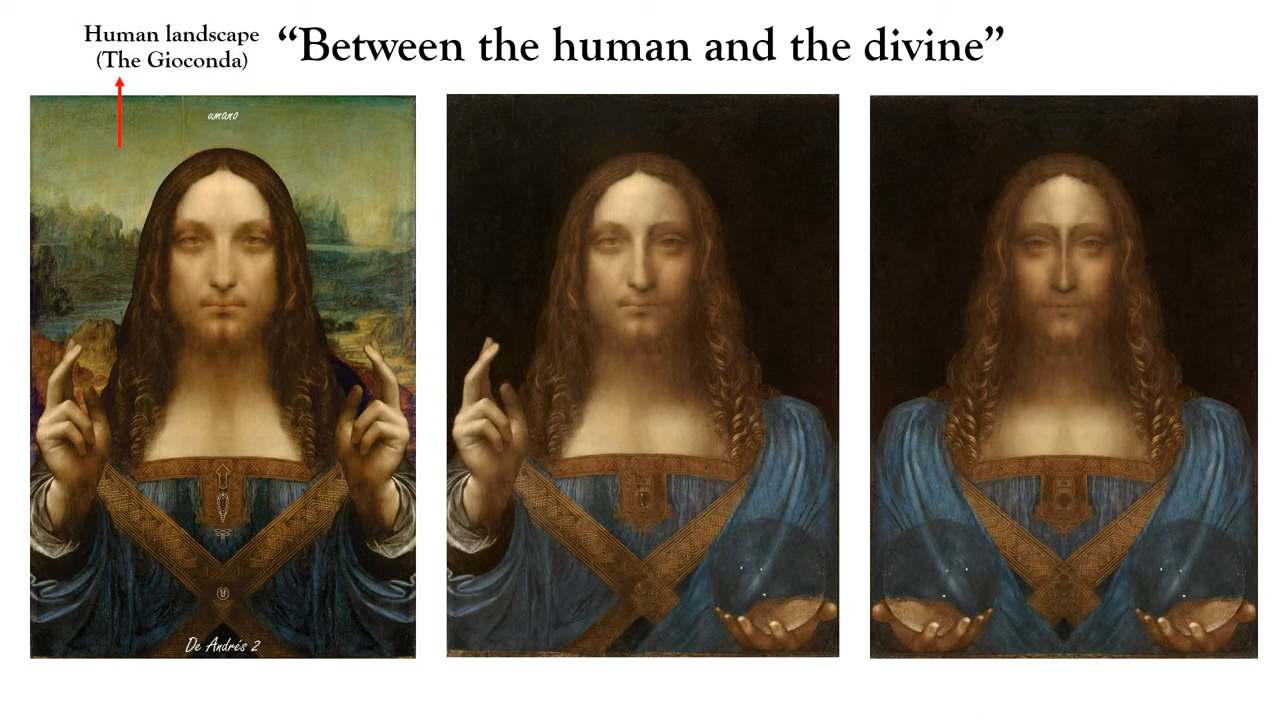 Human landscape
(The Gioconda)
“Between the human and the divine”
umano
De Andrés 2